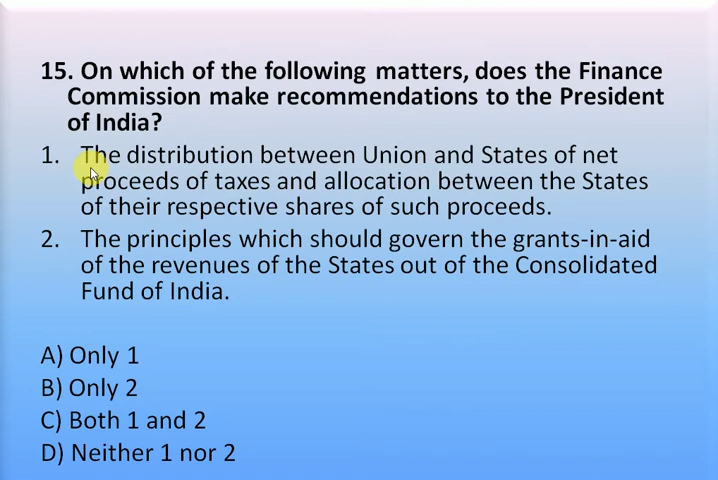 15. On which of the following matters, does the Finance
Commission make recommendations to the President
of India?
1. The distribution between Union and States of net
proceeds of taxes and allocation between the States
of their respective shares of such proceeds.
2. The principles which should govern the grants-in-aid
of the revenues of the States out of the Consolidated
Fund of India.
A) Only 1
B) Only 2
C) Both 1 and 2
D) Neither 1 nor 2